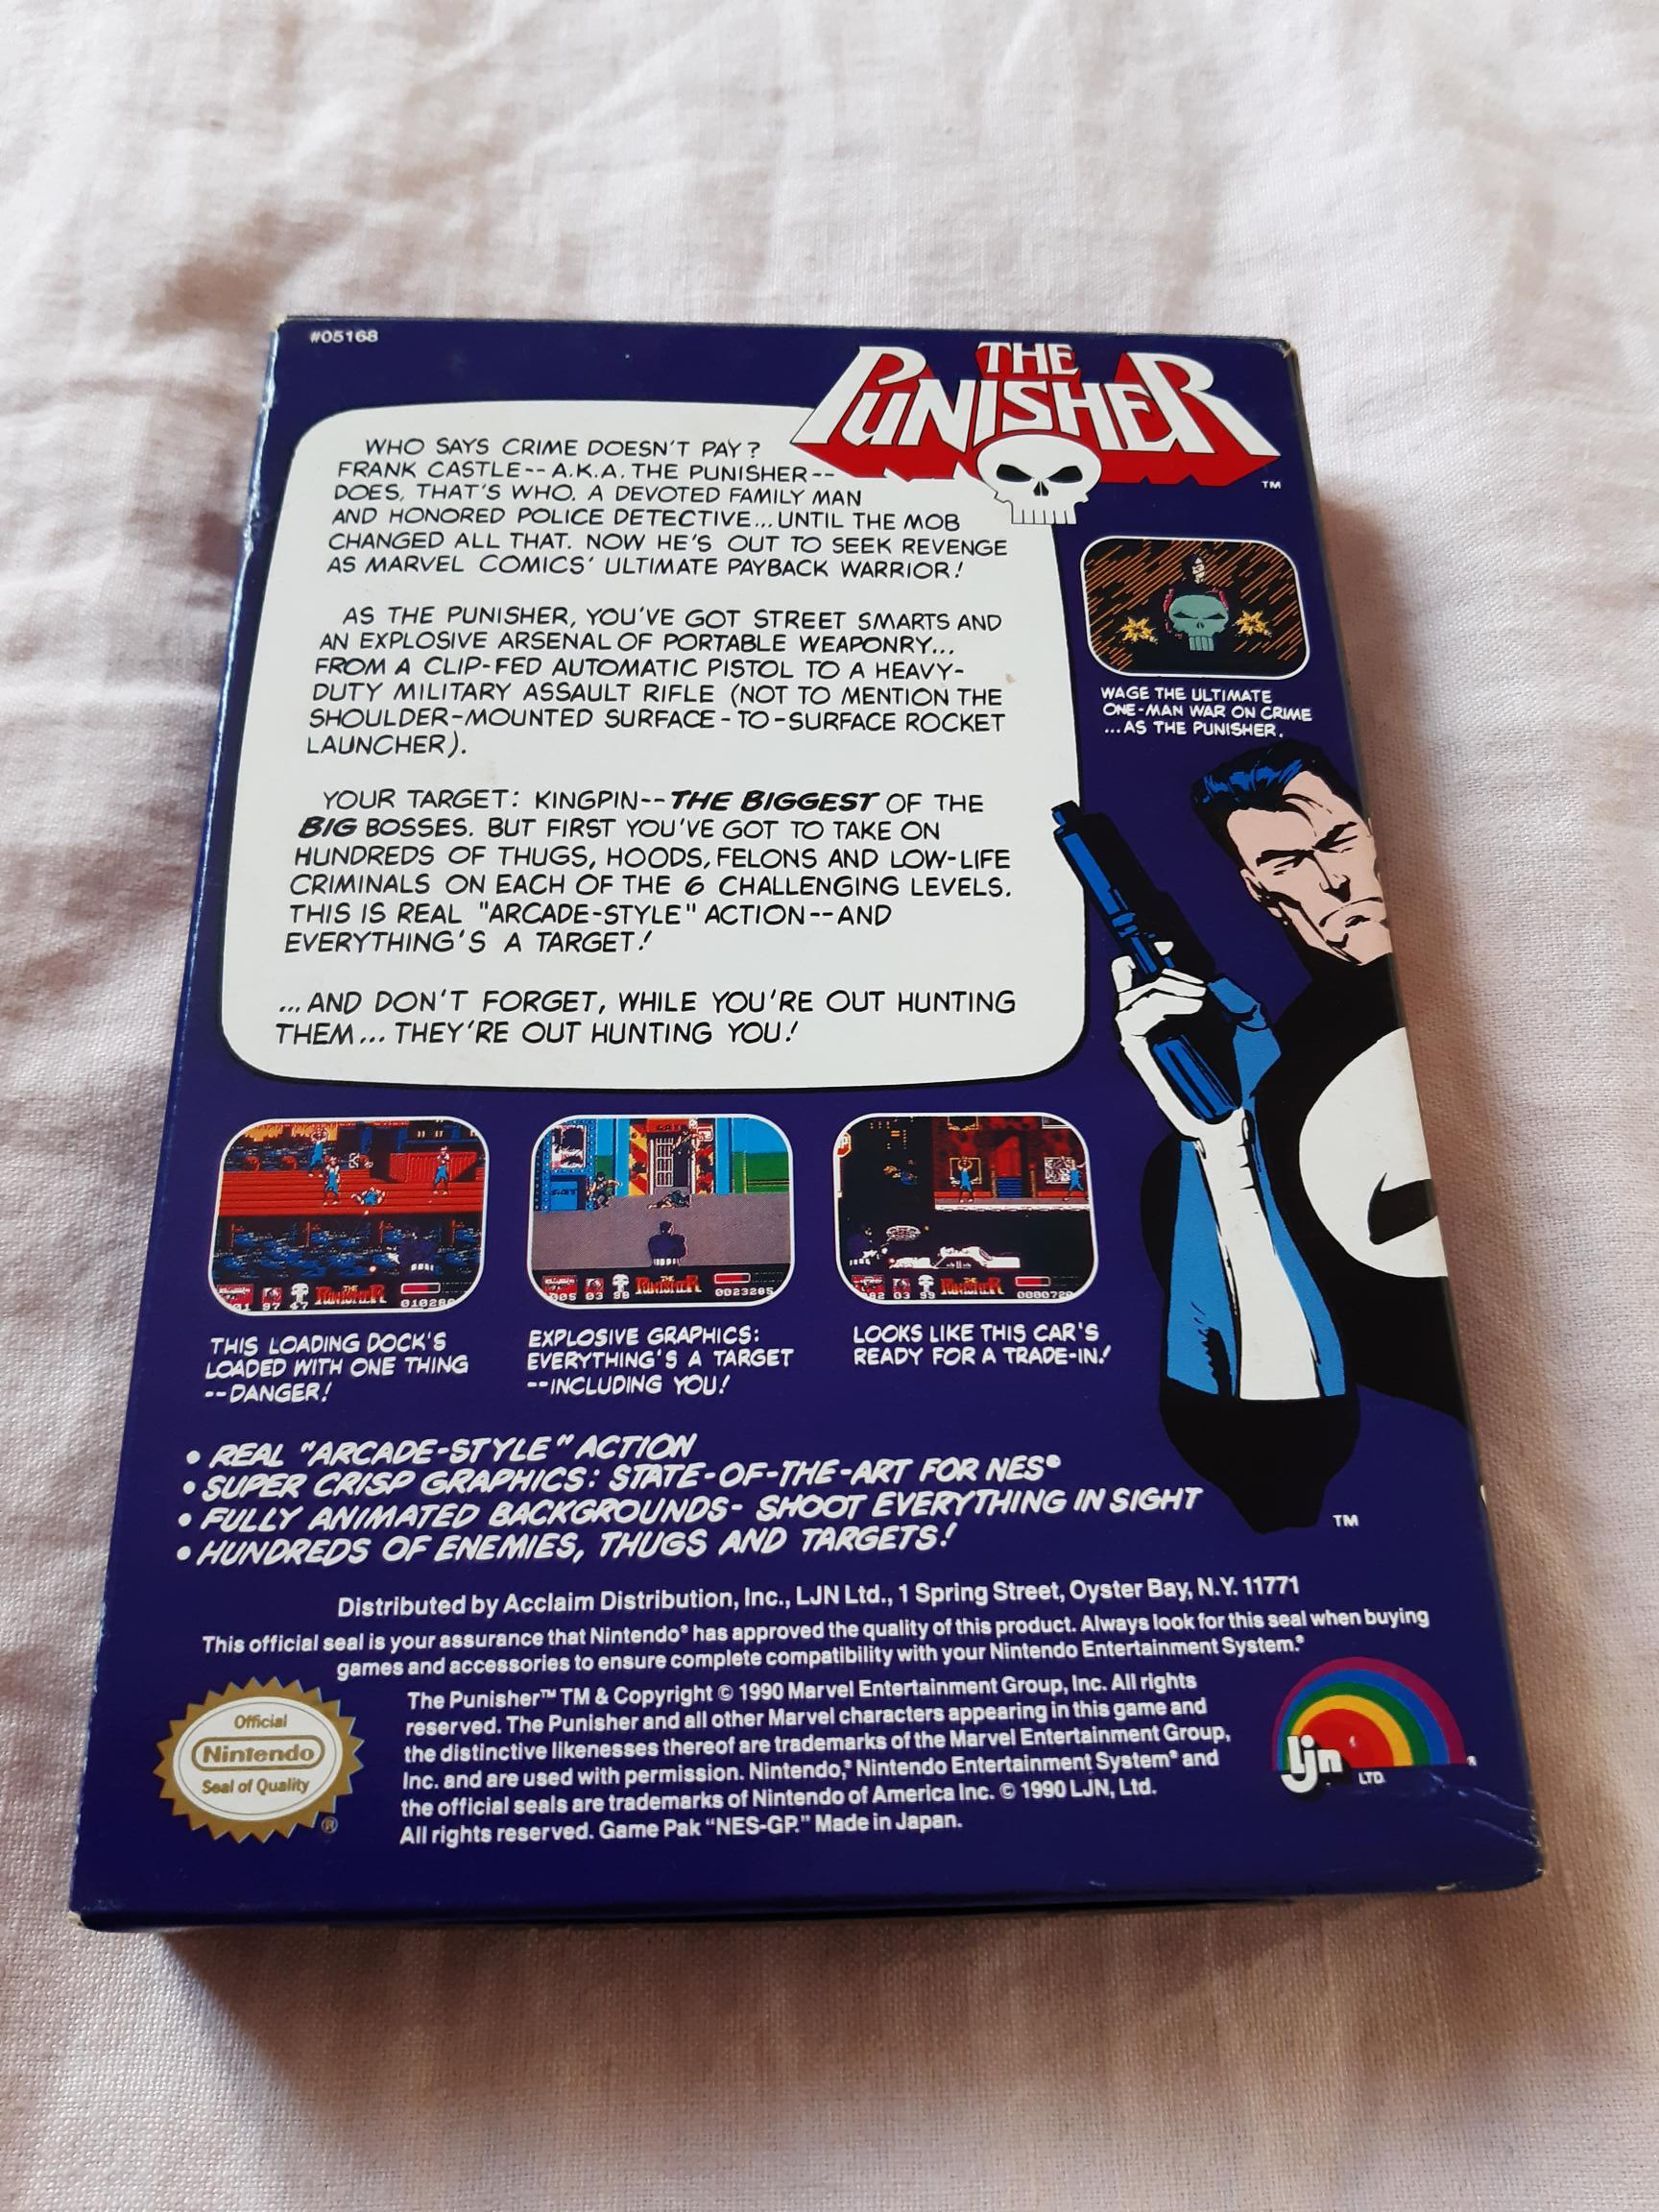 #05168
THE
PUNISHER
TM
WHO SAYS CRIME DOESN'T PAY?
FRANK CASTLE--A.K.A. THE PUNISHER--
DOES, THAT'S WHO. A DEVOTED FAMILY MAN
AND HONORED POLICE DETECTIVE...UNTIL THE MOB
CHANGED ALL THAT. NOW HE'S OUT TO SEEK REVENGE
AS MARVEL COMICS' ULTIMATE PAYBACK WARRIOR!
AS THE PUNISHER, YOU'VE GOT STREET SMARTS AND
AN EXPLOSIVE ARSENAL OF PORTABLE WEAPONRY...
FROM A CLIP-FED AUTOMATIC PISTOL TO A HEAVY-
DUTY MILITARY ASSAULT RIFLE (NOT TO MENTION THE
SHOULDER-MOUNTED SURFACE-TO-SURFACE ROCKET
LAUNCHER).
YOUR TARGET: KINGPIN--THE BIGGEST OF THE
BIG BOSSES. BUT FIRST YOU'VE GOT TO TAKE ON
HUNDREDS OF THUGS, HOODS, FELONS AND LOW-LIFE
CRIMINALS ON EACH OF THE 6 CHALLENGING LEVELS.
THIS IS REAL "ARCADE-STYLE" ACTION--AND
EVERYTHING'S A TARGET!
...AND DON'T FORGET, WHILE YOU'RE OUT HUNTING
THEM... THEY'RE OUT HUNTING YOU!
WAGE THE ULTIMATE
ONE-MAN WAR ON CRIME
...AS THE PUNISHER.
THE PUNISHER
THE PUNISHER
0023205
THE PUNISHER
THIS LOADING DOCK'S
LOADED WITH ONE THING
--DANGER!
EXPLOSIVE GRAPHICS:
EVERYTHING'S A TARGET
--INCLUDING YOU!
LOOKS LIKE THIS CAR'S
READY FOR A TRADE-IN!
• REAL "ARCADE-STYLE" ACTION
• SUPER CRISP GRAPHICS: STATE-OF-THE-ART FOR NES®
• FULLY ANIMATED BACKGROUNDS- SHOOT EVERYTHING IN SIGHT
• HUNDREDS OF ENEMIES, THUGS AND TARGETS!
TM
Distributed by Acclaim Distribution, Inc., LJN Ltd., 1 Spring Street, Oyster Bay, N.Y. 11771
This official seal is your assurance that Nintendo® has approved the quality of this product. Always look for this seal when buying
games and accessories to ensure complete compatibility with your Nintendo Entertainment System.®
Official
Nintendo
Seal of Quality
®
The Punisher™ TM & Copyright © 1990 Marvel Entertainment Group, Inc. All rights
reserved. The Punisher and all other Marvel characters appearing in this game and
the distinctive likenesses thereof are trademarks of the Marvel Entertainment Group,
Inc. and are used with permission. Nintendo,® Nintendo Entertainment System® and
the official seals are trademarks of Nintendo of America Inc. © 1990 LJN, Ltd.
All rights reserved. Game Pak "NES-GP." Made in Japan.
ljn
LTD.
®